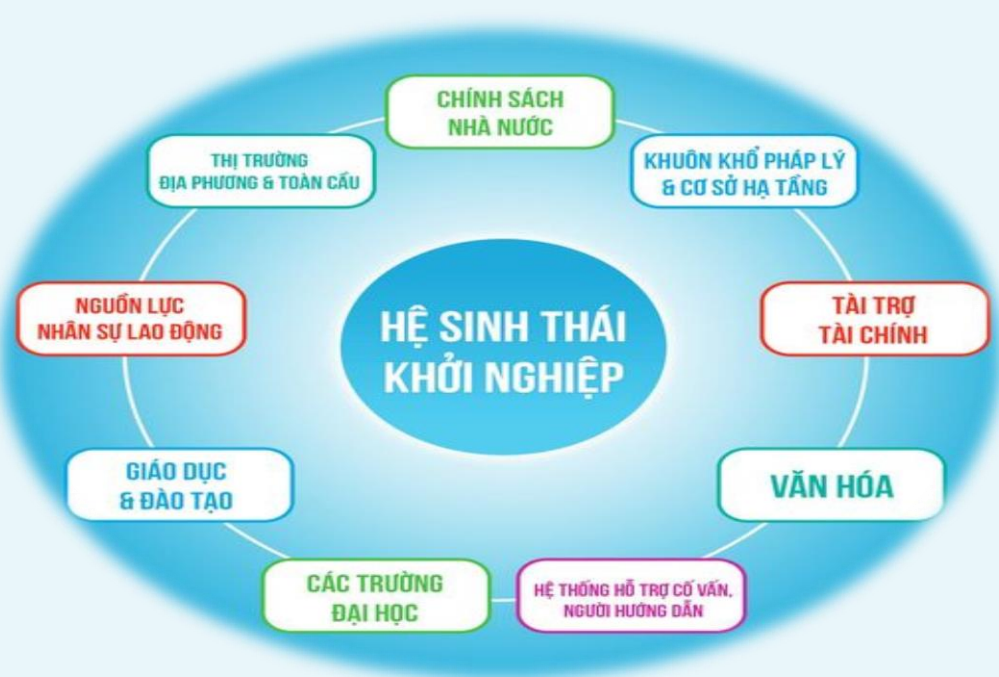 CHÍNH SÁCH
NHÀ NƯỚC
THỊ TRƯỜNG
ĐỊA PHƯƠNG & TOÀN CẦU
KHUÔN KHỔ PHÁP LÝ
& CƠ SỞ HẠ TẦNG
NGUỒN LỰC
NHÂN SỰ LAO ĐỘNG
HỆ SINH THÁI
KHỞI NGHIỆP
TÀI TRỢ
TÀI CHÍNH
GIÁO DỤC
& ĐÀO TẠO
VĂN HÓA
CÁC TRƯỜNG
ĐẠI HỌC
HỆ THỐNG HỖ TRỢ CỐ VẤN,
NGƯỜI HƯỚNG DẪN